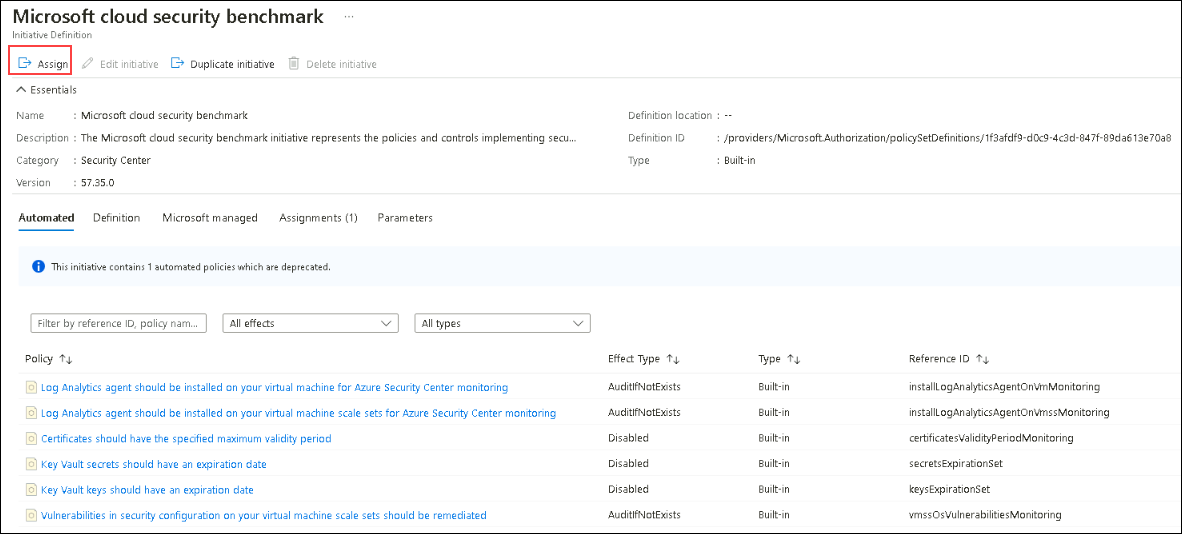 Microsoft cloud security benchmark ...
Initiative Definition
Assign Edit initiative Duplicate initiative Delete initiative
Essentials
Name : Microsoft cloud security benchmark Definition location : --
Description : The Microsoft cloud security benchmark initiative represents the policies and controls implementing secu... Definition ID : /providers/Microsoft.Authorization/policySetDefinitions/1f3afdf9-d0c9-4c3d-847f-89da613e70a8
Category : Security Center Type : Built-in
Version : 57.35.0
Automated Definition Microsoft managed Assignments (1) Parameters
This initiative contains 1 automated policies which are deprecated.
Filter by reference ID, policy nam... All effects All types
Policy ↑↓ Effect Type ↑↓ Type ↑↓ Reference ID ↑↓
Log Analytics agent should be installed on your virtual machine for Azure Security Center monitoring AuditIfNotExists Built-in installLogAnalyticsAgentOnVmMonitoring
Log Analytics agent should be installed on your virtual machine scale sets for Azure Security Center monitoring AuditIfNotExists Built-in installLogAnalyticsAgentOnVmssMonitoring
Certificates should have the specified maximum validity period Disabled Built-in certificatesValidityPeriodMonitoring
Key Vault secrets should have an expiration date Disabled Built-in secretsExpirationSet
Key Vault keys should have an expiration date Disabled Built-in keysExpirationSet
Vulnerabilities in security configuration on your virtual machine scale sets should be remediated AuditIfNotExists Built-in vmssOsVulnerabilitiesMonitoring